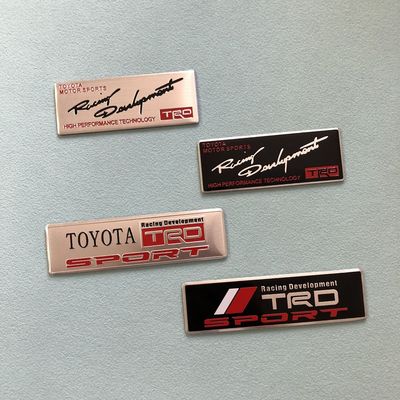 TOYOTA
MOTOR SPORTS
Racing Development
HIGH PERFORMANCE TECHNOLOGY TRD
TOYOTA
MOTOR SPORTS
Racing Development
HIGH PERFORMANCE TECHNOLOGY TRD
Racing Development
TOYOTA TRD
SPORT
Racing Development
TRD
SPORT